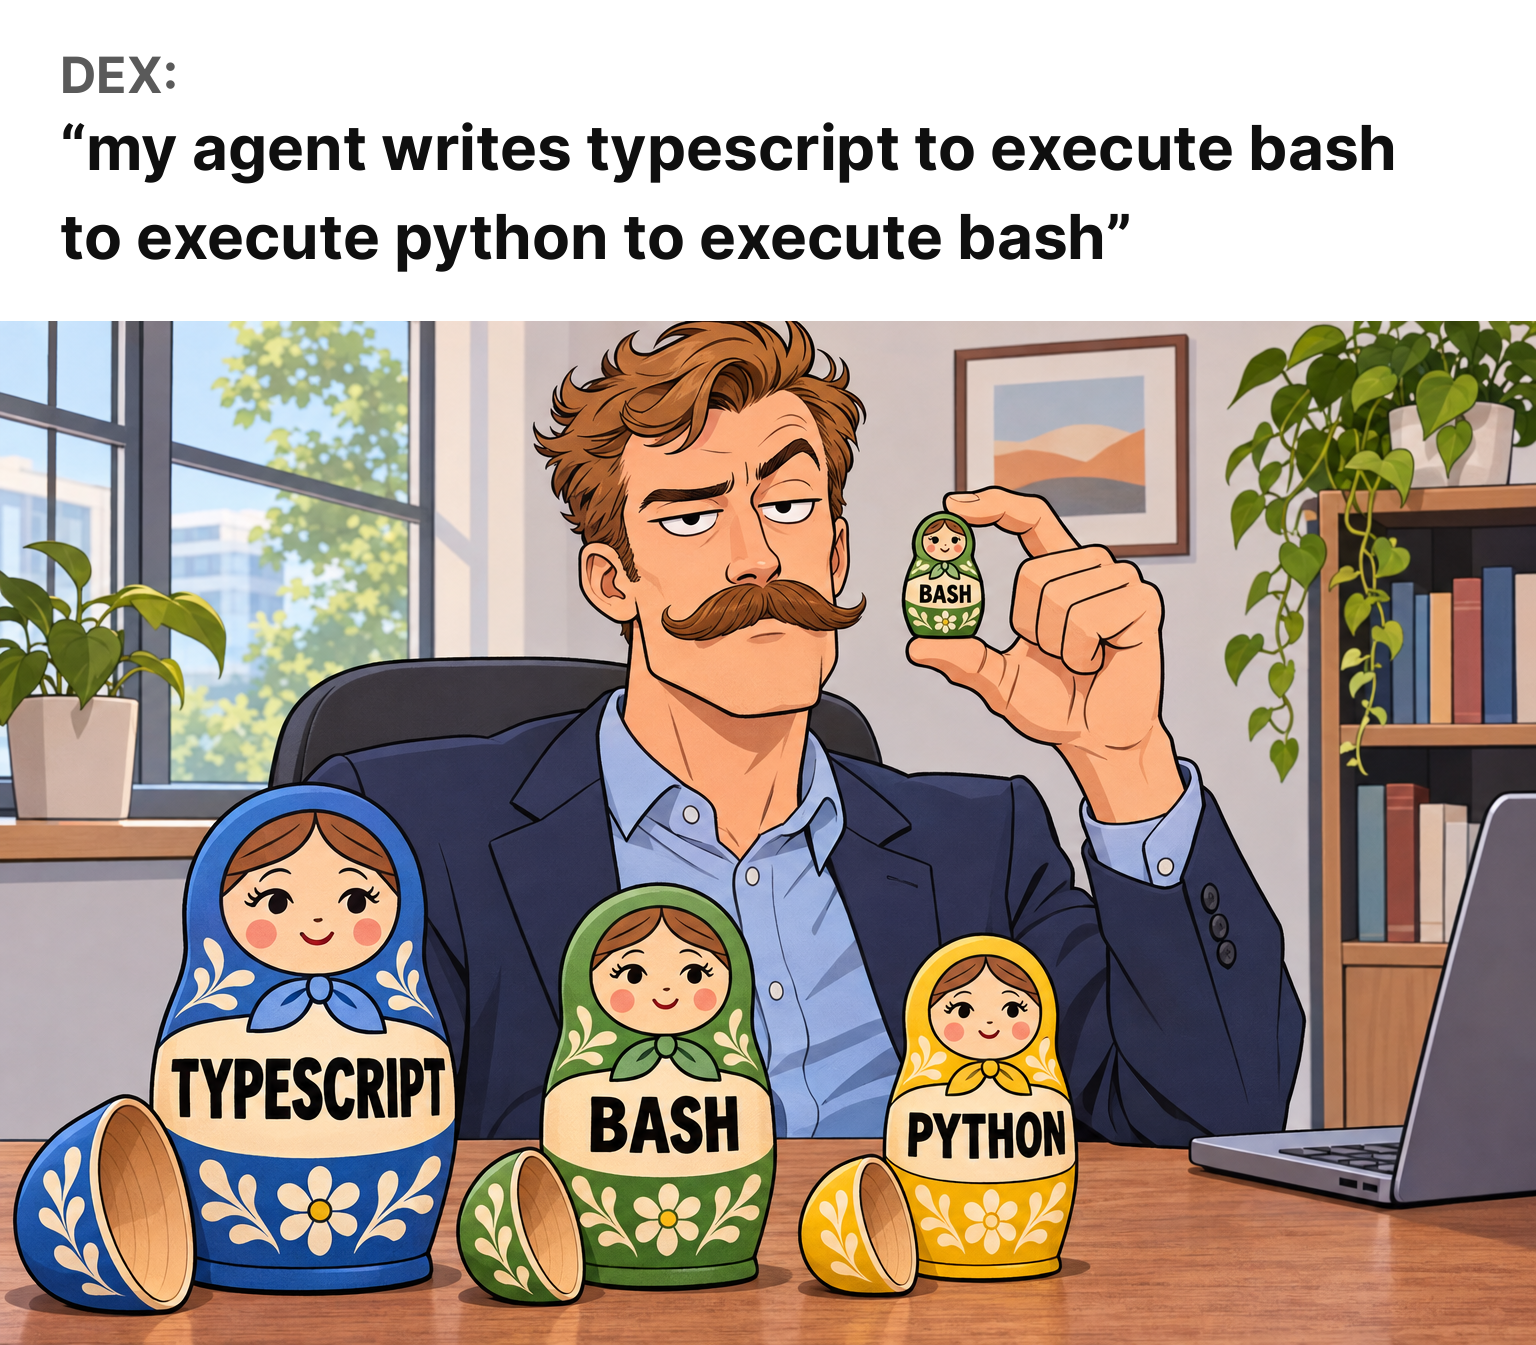 DEX:
“my agent writes typescript to execute bash
to execute python to execute bash”
BASH
TYPESCRIPT
BASH
PYTHON